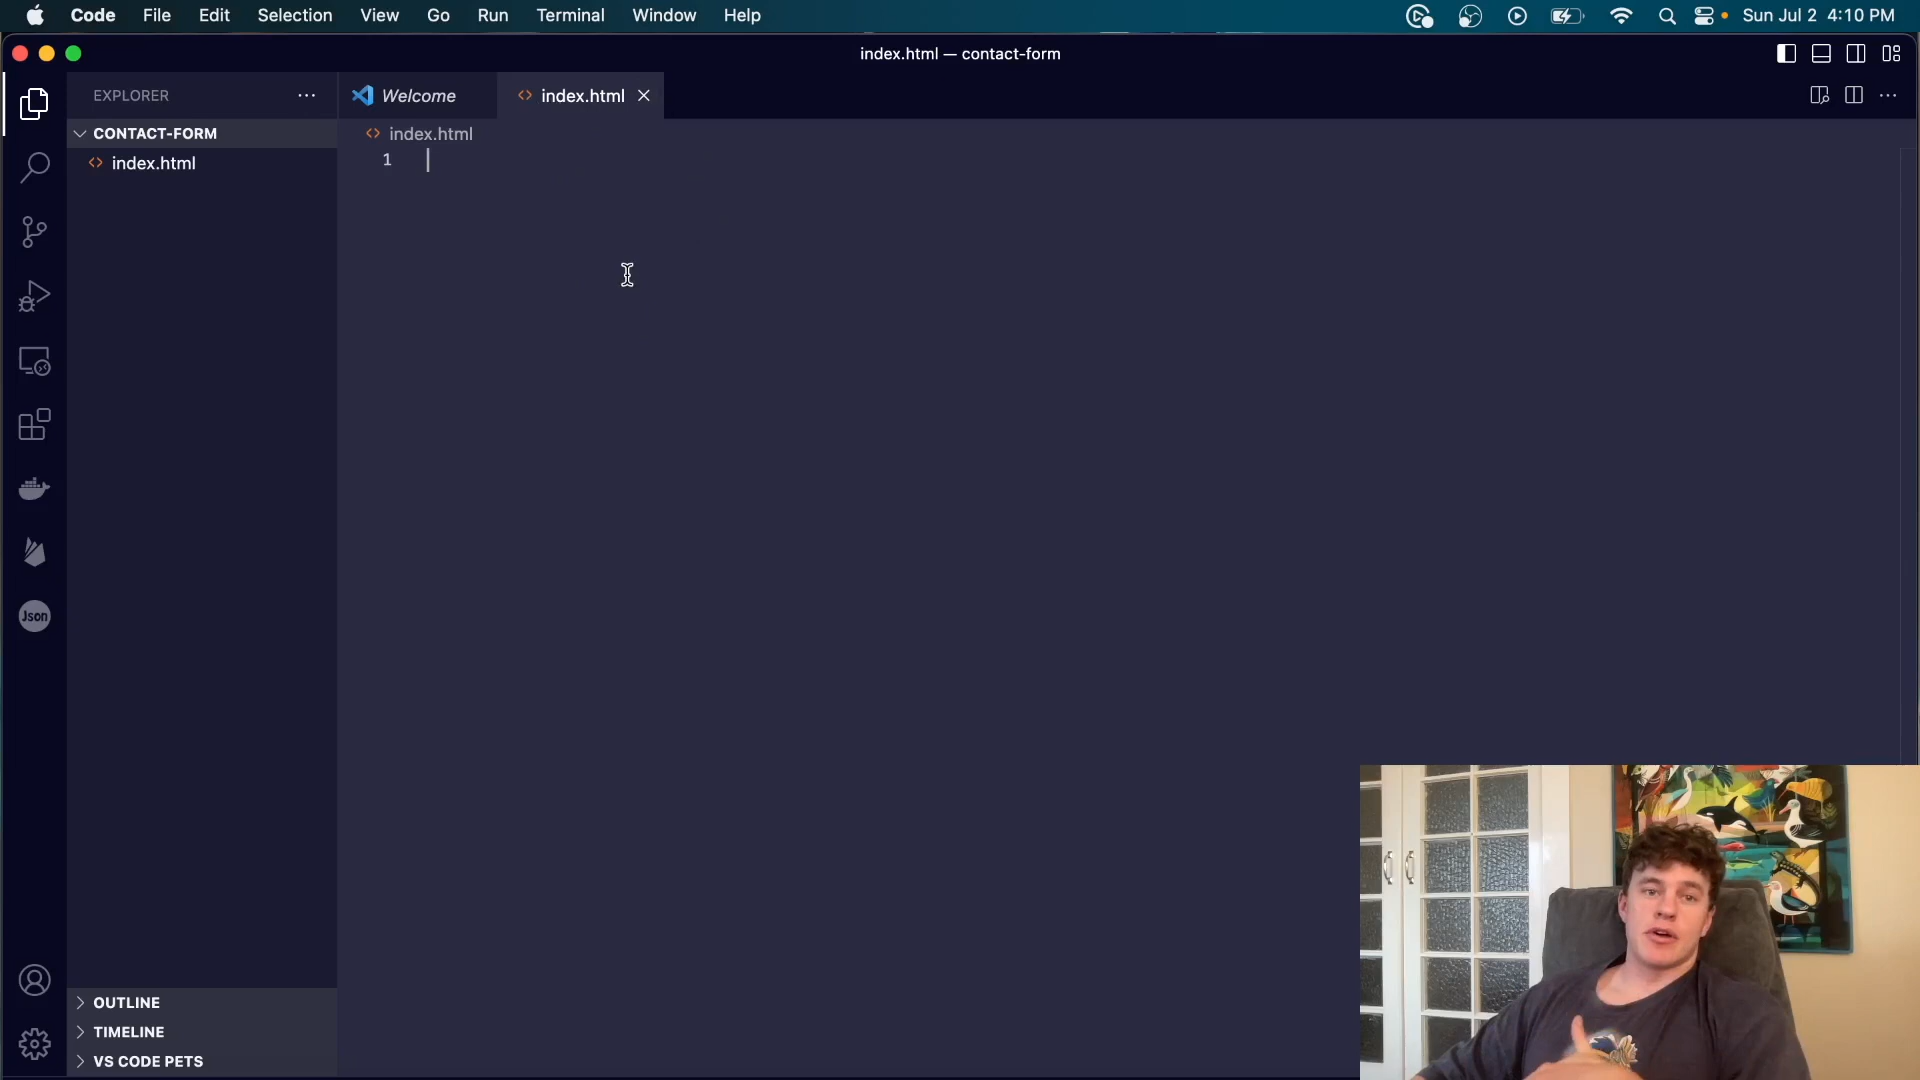 Code File Edit Selection View Go Run Terminal Window Help Sun Jul 2 4:10 PM
index.html — contact-form
EXPLORER
Welcome
index.html
CONTACT-FORM
index.html
index.html
1
Json
OUTLINE
TIMELINE
VS CODE PETS